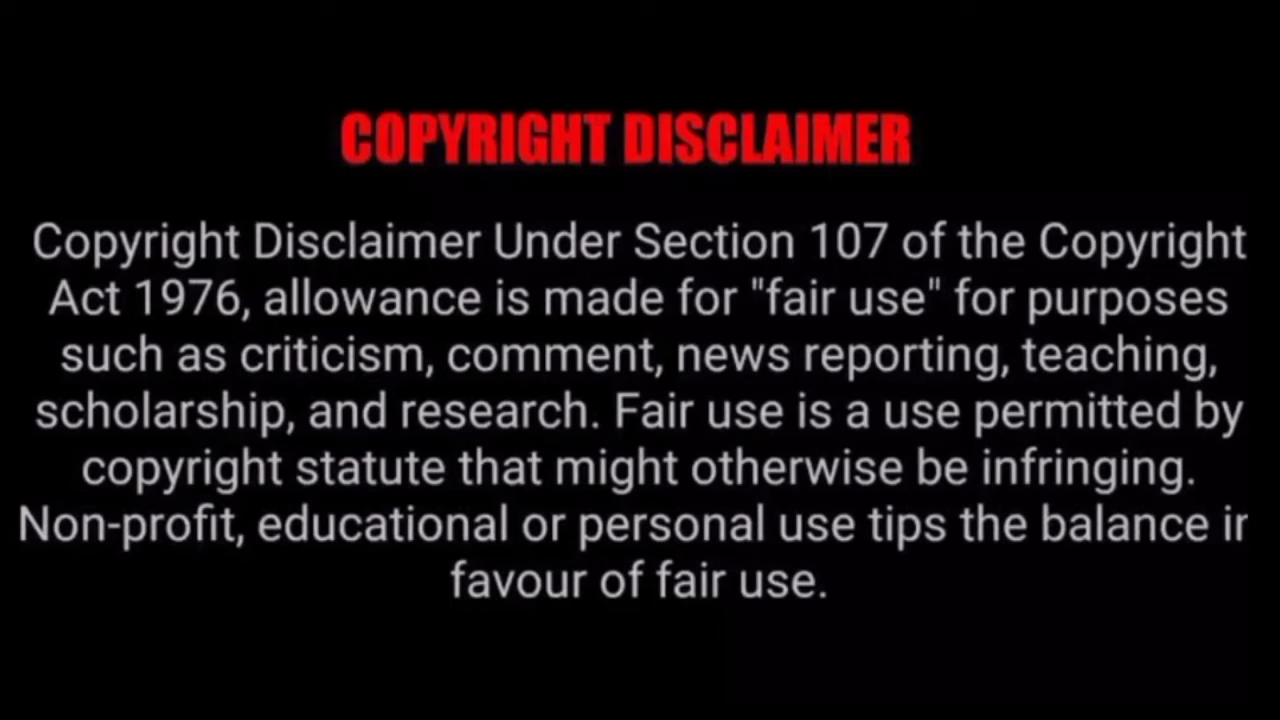 COPYRIGHT DISCLAIMER
Copyright Disclaimer Under Section 107 of the Copyright
Act 1976, allowance is made for "fair use" for purposes
such as criticism, comment, news reporting, teaching,
scholarship, and research. Fair use is a use permitted by
copyright statute that might otherwise be infringing.
Non-profit, educational or personal use tips the balance
favour of fair use.